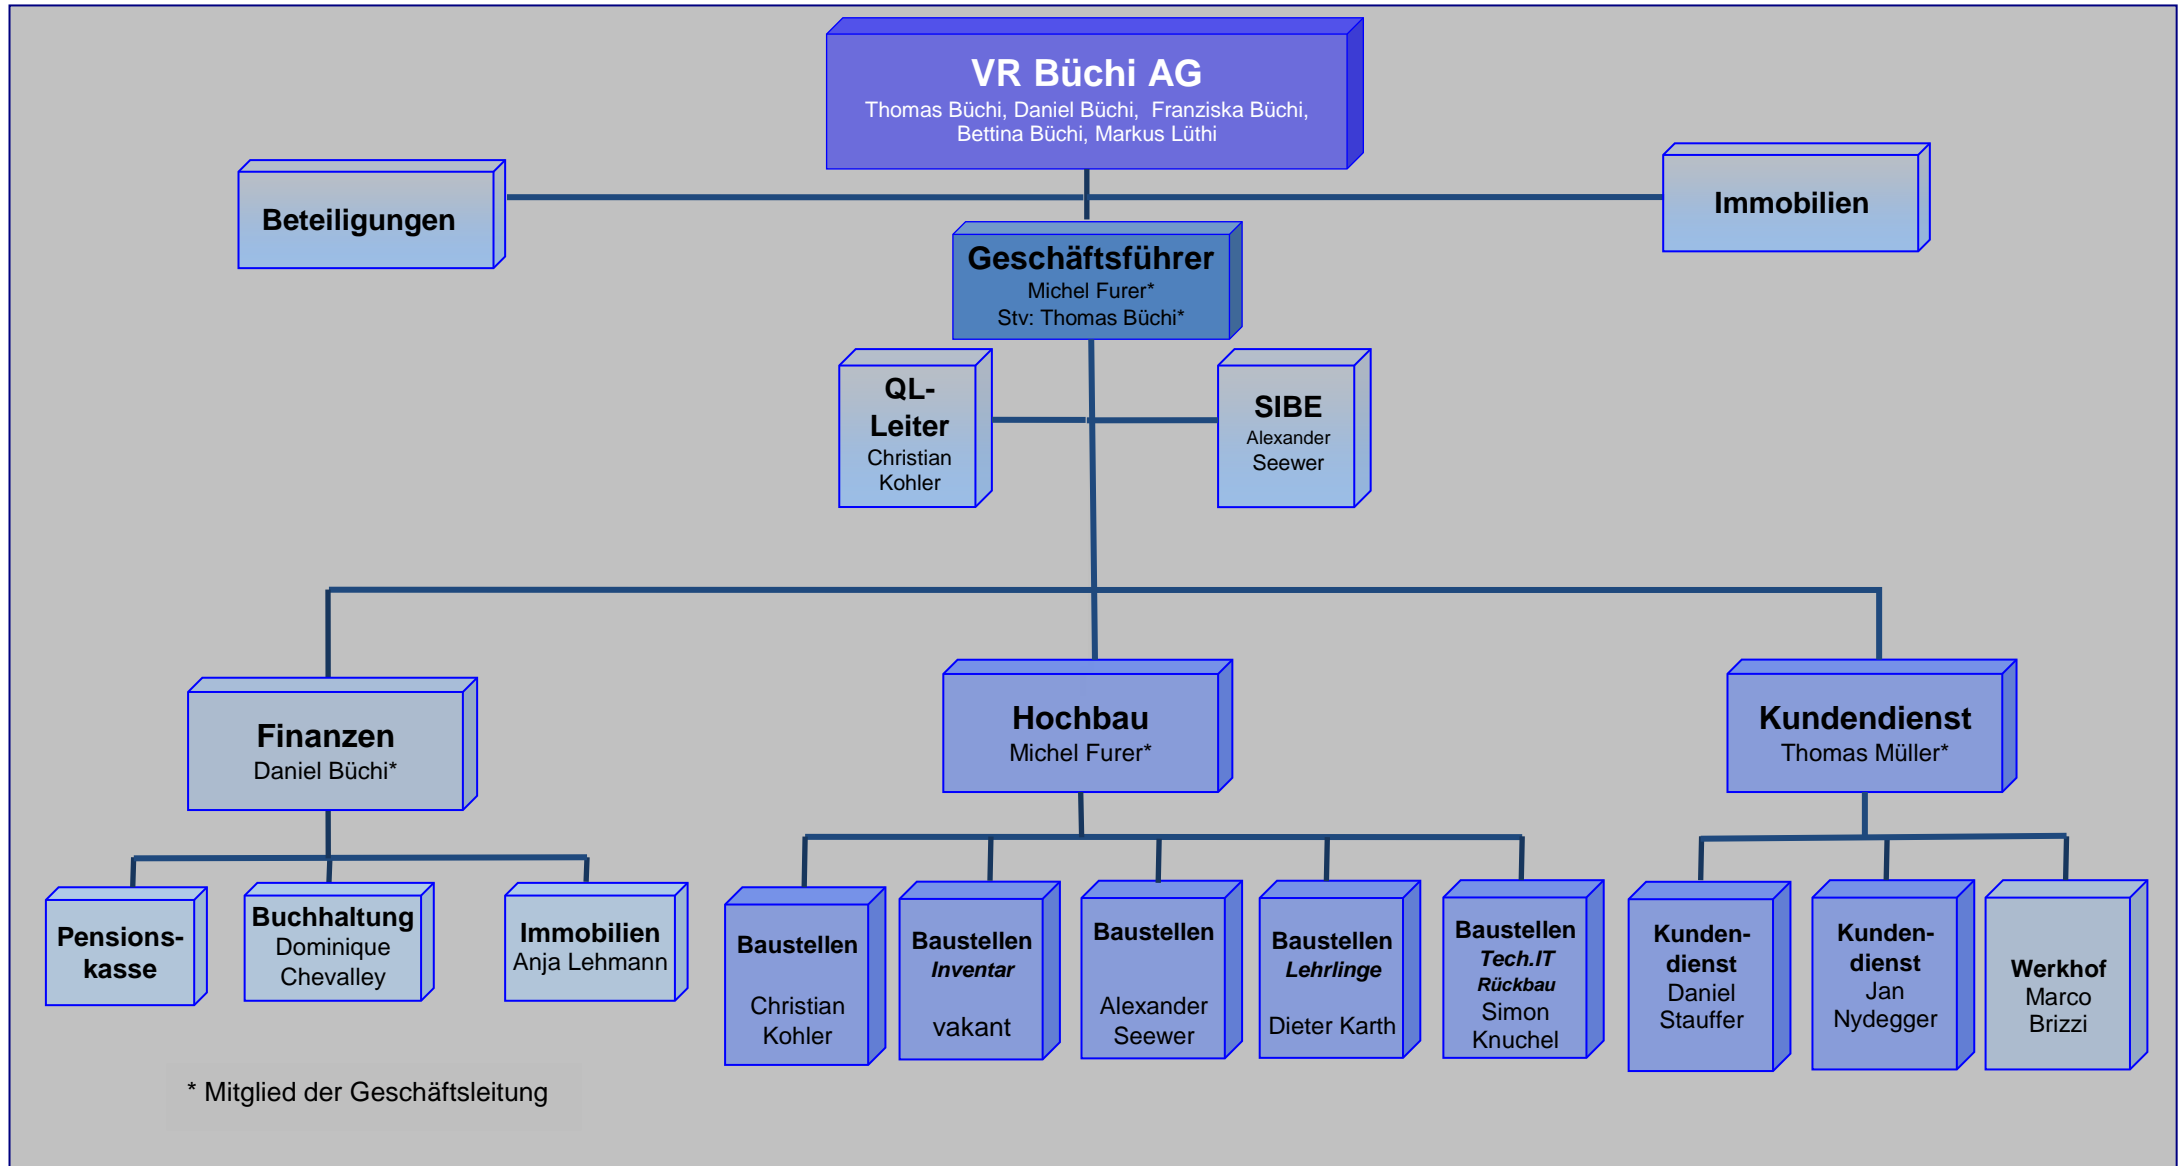 VR Büchi AG
Thomas Büchi, Daniel Büchi, Franziska Büchi,
Bettina Büchi, Markus Lüthi
Beteiligungen
Immobilien
Geschäftsführer
Michel Furer*
Stv: Thomas Büchi*
QL-
Leiter
Christian
Kohler
SIBE
Alexander
Seewer
Finanzen
Daniel Büchi*
Hochbau
Michel Furer*
Kundendienst
Thomas Müller*
Pensions-
kasse
Buchhaltung
Dominique
Chevalley
Immobilien
Anja Lehmann
Baustellen
Christian
Kohler
Baustellen
Inventar
vakant
Baustellen
Alexander
Seewer
Baustellen
Lehrlinge
Dieter Karth
Baustellen
Tech.IT
Rückbau
Simon
Knuchel
Kunden-
dienst
Daniel
Stauffer
Kunden-
dienst
Jan
Nydegger
Werkhof
Marco
Brizzi
* Mitglied der Geschäftsleitung